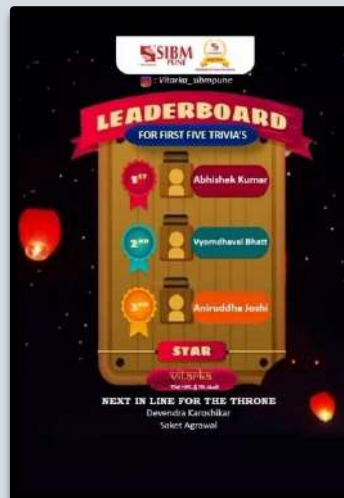 SIBM
PUNE
: Vitarka_sibmpune
LEADERBOARD
FOR FIRST FIVE TRIVIA'S
1ST
Abhishek Kumar
2ND
Vyomdhaval Bhatt
3RD
Aniruddha Joshi
STAR
Vitarka
NEXT IN LINE FOR THE THRONE
Devendra Karoshikar
Saket Agrawal